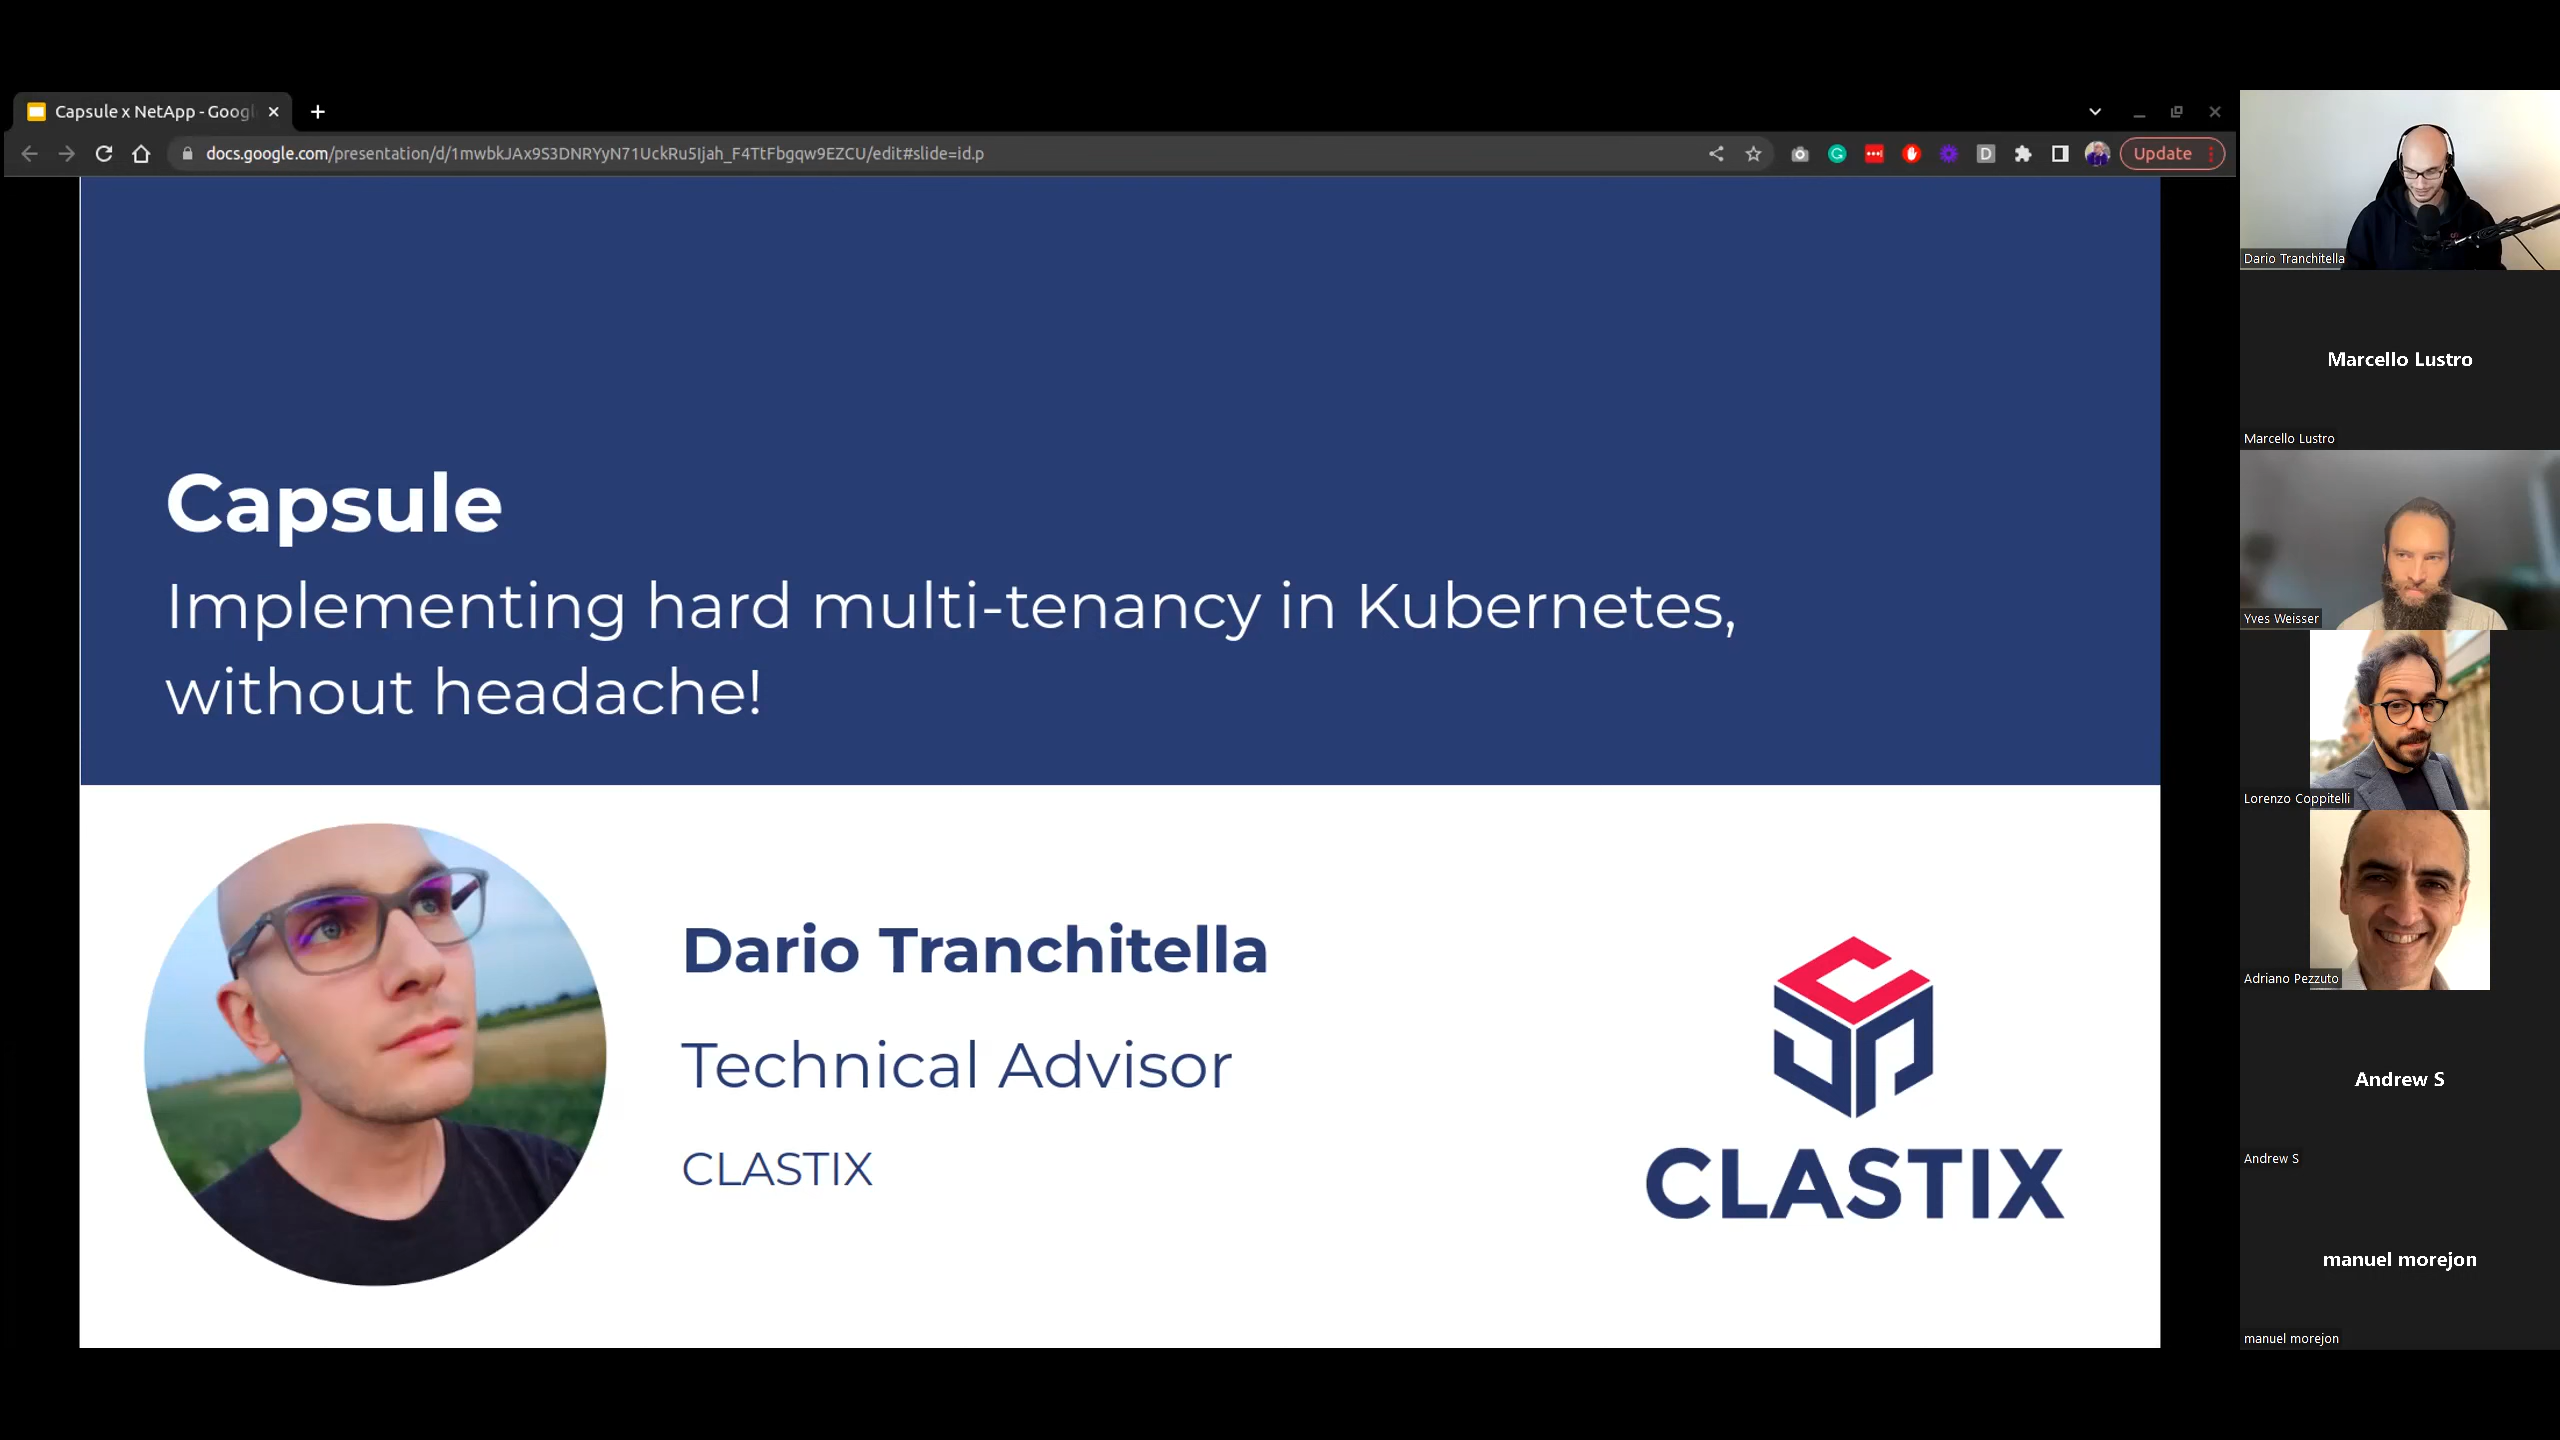 Capsule x NetApp - Googl
docs.google.com/presentation/d/1mwbkJAx9S3DNRYyN71UckRu5Ijah_F4TtFbgqw9EZCU/edit#slide=id.p
Update
Capsule
Implementing hard multi-tenancy in Kubernetes,
without headache!
Dario Tranchitella
Technical Advisor
CLASTIX
CLASTIX
Dario Tranchitella
Marcello Lustro
Marcello Lustro
Yves Weisser
Lorenzo Coppitelli
Adriano Pezzuto
Andrew S
Andrew S
manuel morejon
manuel morejon